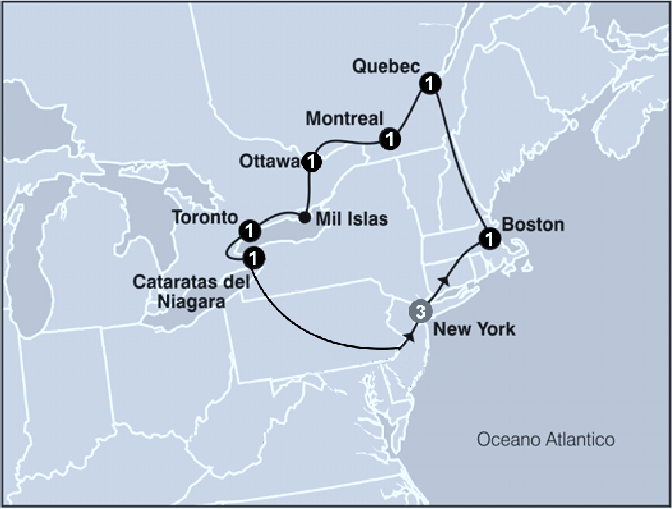 Quebec
1
Montreal
1
Ottawa
1
Toronto
1
Mil Islas
Boston
1
1
Cataratas del
Niagara
3
New York
Oceano Atlantico